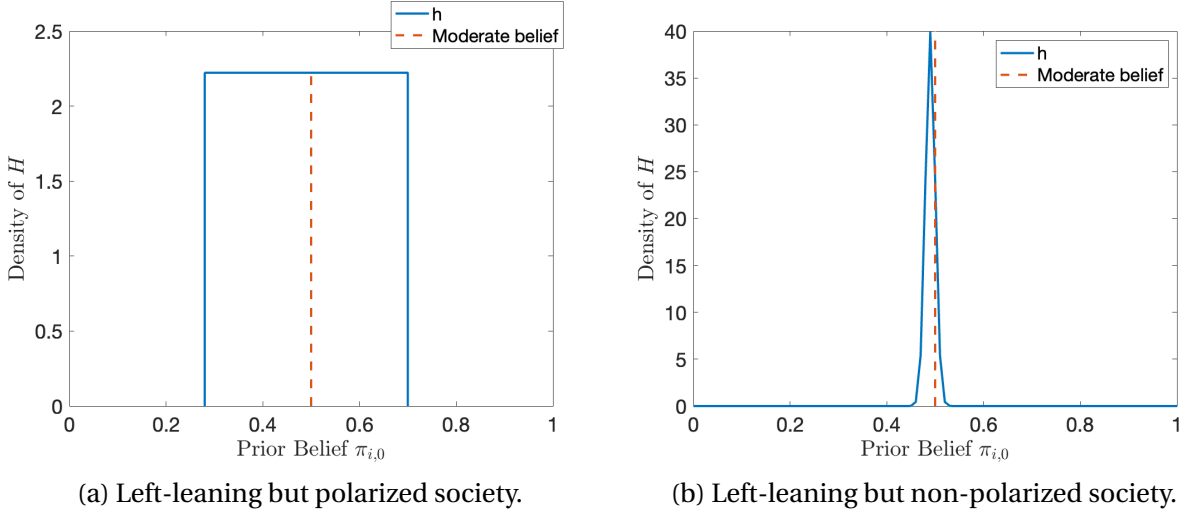 h
Moderate belief
2.5
2
1.5
1
0.5
0
0
0.2
0.4
0.6
0.8
1
Density of H
Prior Belief π_{i,0}
(a) Left-leaning but polarized society.
h
Moderate belief
40
35
30
25
20
15
10
5
0
0
0.2
0.4
0.6
0.8
1
Density of H
Prior Belief π_{i,0}
(b) Left-leaning but non-polarized society.